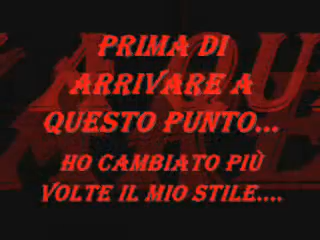 PRIMA DI
ARRIVARE A
QUESTO PUNTO...
HO CAMBIATO PIÙ
VOLTE IL MIO STILE....